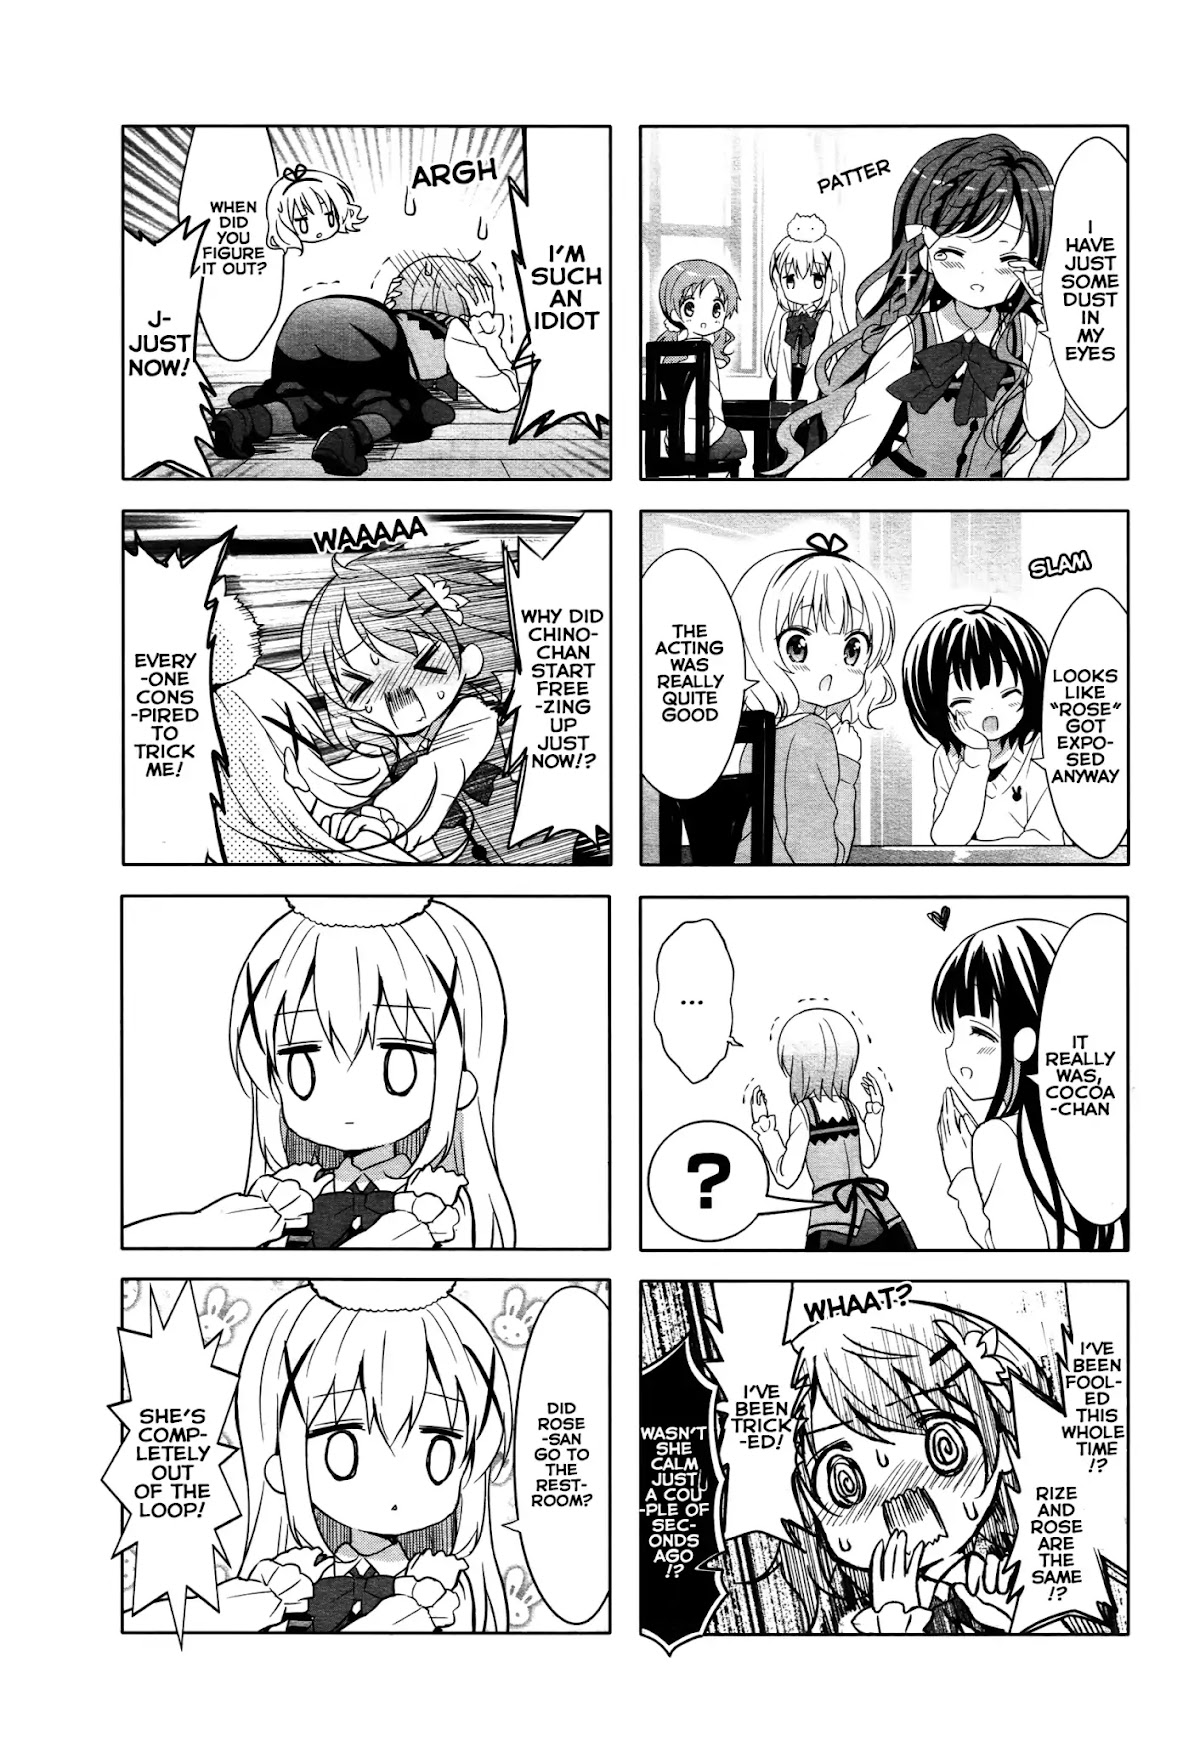 PATTER
I
HAVE
JUST
SOME
DUST IN
MY
EYES
SLAM
LOOKS
LIKE
"ROSE"
GOT
EXPO-
SED
ANYWAY
THE
ACTING
WAS
REALLY
QUITE
GOOD
IT
REALLY
WAS,
COCOA
-CHAN
...
?
WHAAT?
I'VE
BEEN
FOOL-
ED THIS
WHOLE
TIME
!?
RIZE
AND
ROSE
ARE
THE
SAME
!?
I'VE
BEEN
TRICK
-ED!
WASN'T
SHE
CALM
JUST
A COU
-PLE OF
SEC-
ONDS
AGO
!?
ARGH
I'M
SUCH
AN
IDIOT
WHEN
DID
YOU
FIGURE
IT OUT?
J-
JUST
NOW!
WAAAAA
WHY DID
CHINO-
CHAN
START
FREE
-ZING
UP
JUST
NOW!?
EVERY
-ONE
CONS
-PIRED
TO
TRICK
ME!
DID
ROSE
-SAN
GO TO
THE
REST-
ROOM?
SHE'S
COMP-
LETELY
OUT
OF THE
LOOP!